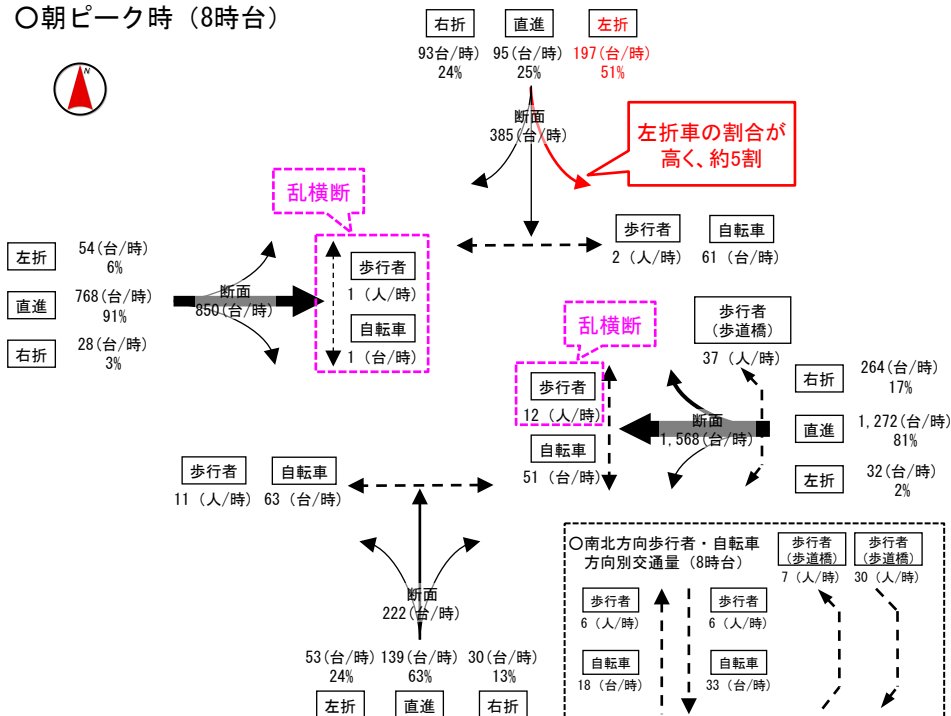 〇朝ピーク時（8時台）
N
右折 直進 左折
93台/時) 95(台/時) 197(台/時)
24% 25% 51%
断面
385(台/時)
左折車の割合が
高く、約5割
乱横断
歩行者 自転車
2（人/時） 61（台/時）
左折 54(台/時)
6%
直進 768(台/時)
91%
右折 28(台/時)
3%
断面
850(台/時)
歩行者
1（人/時）
自転車
1（台/時）
乱横断
歩行者
（歩道橋）
37（人/時）
歩行者
12（人/時）
自転車
51（台/時）
断面
1,568(台/時)
右折 264(台/時)
17%
直進 1,272(台/時)
81%
左折 32(台/時)
2%
歩行者 自転車
11（人/時） 63（台/時）
断面
222(台/時)
53(台/時) 139(台/時) 30(台/時)
24% 63% 13%
左折 直進 右折
〇南北方向歩行者・自転車
方向別交通量（8時台）
歩行者
（歩道橋）
7（人/時）
歩行者
（歩道橋）
30（人/時）
歩行者
6（人/時）
歩行者
6（人/時）
自転車
18（台/時）
自転車
33（台/時）